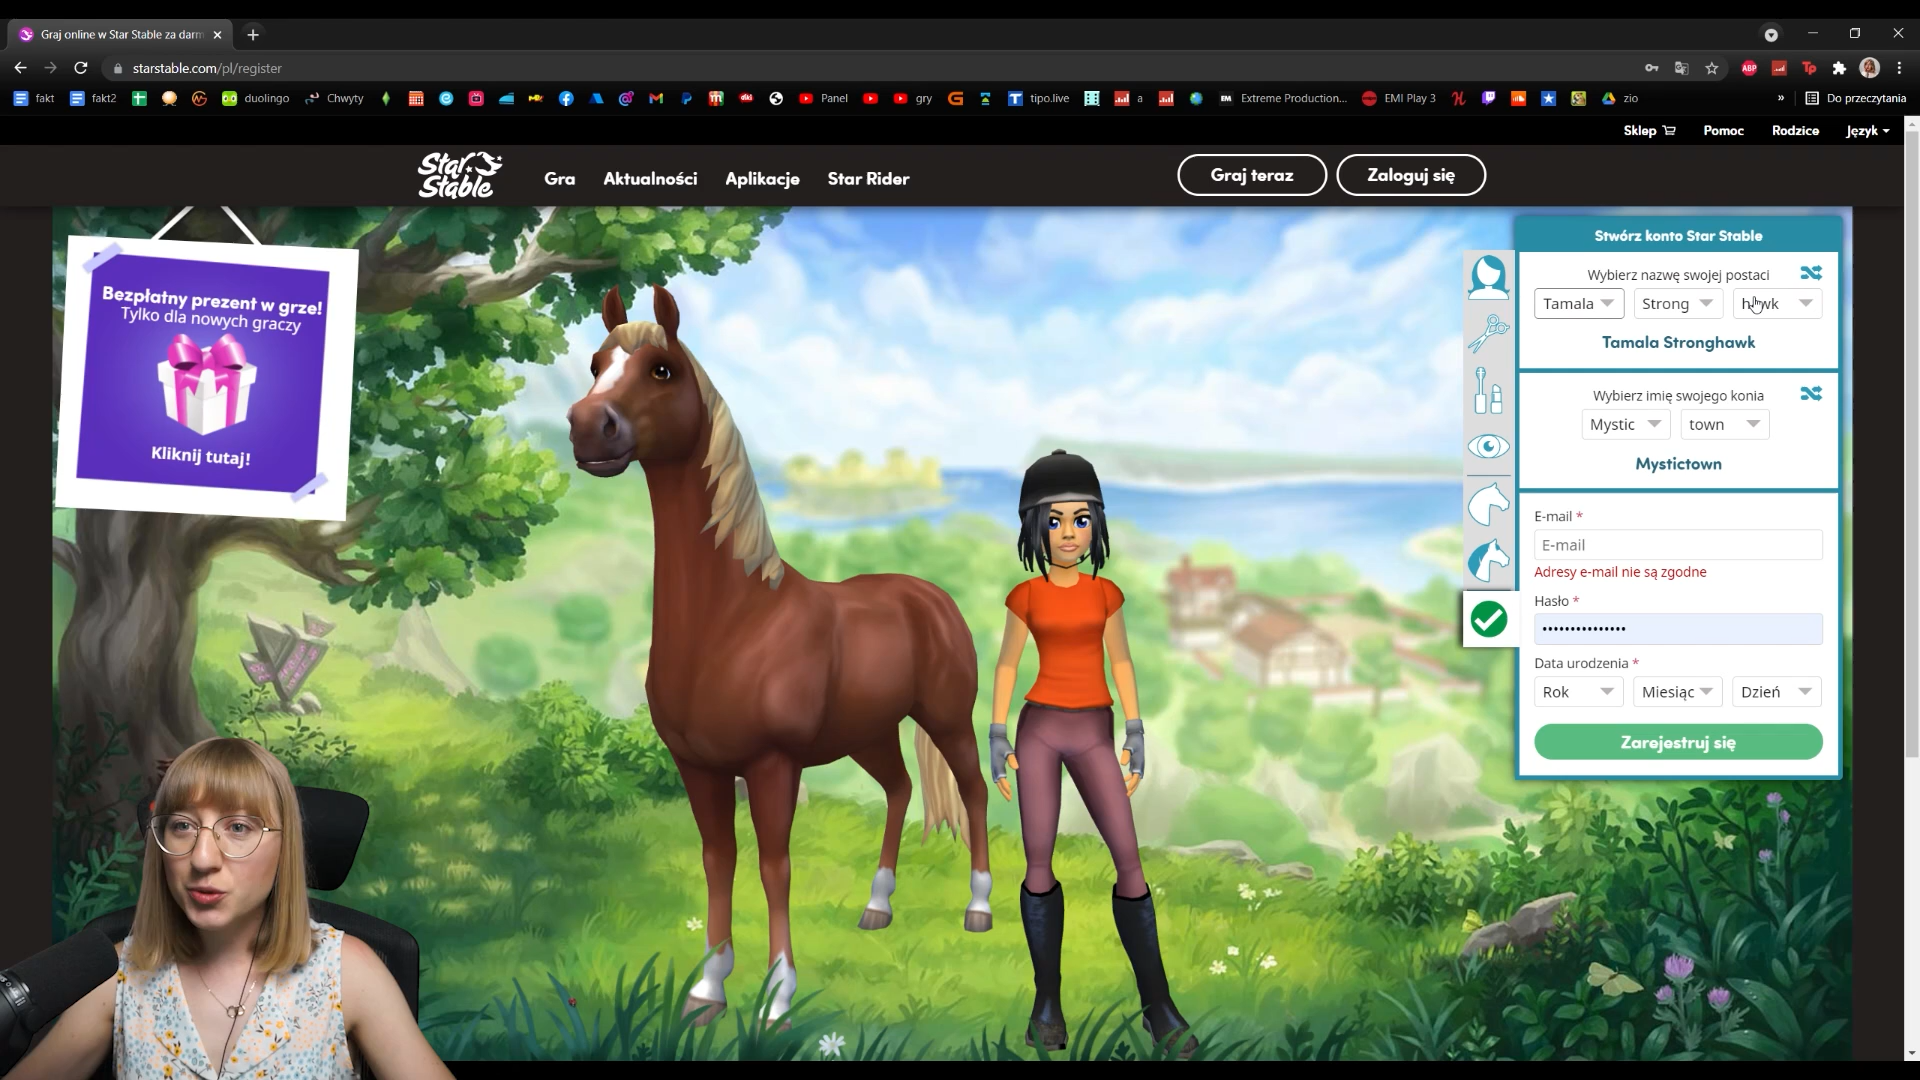 Graj online w Star Stable za darm
starstable.com/pl/register
ABP
Tp
fakt
fakt2
duolingo
Chwyty
Panel
gry
tipo.live
a
EM
Extreme Production...
EMI Play 3
zio
»
Do przeczytania
Sklep
Pomoc
Rodzice
Język
Star Stable
Gra
Aktualności
Aplikacje
Star Rider
Graj teraz
Zaloguj się
Bezpłatny prezent w grze!
Tylko dla nowych graczy
Kliknij tutaj!
Stwórz konto Star Stable
Wybierz nazwę swojej postaci
Tamala
Strong
hawk
Tamala Stronghawk
Wybierz imię swojego konia
Mystic
town
Mystictown
E-mail *
E-mail
Adresy e-mail nie są zgodne
Hasło *
•••••••••••••••
Data urodzenia *
Rok
Miesiąc
Dzień
Zarejestruj się